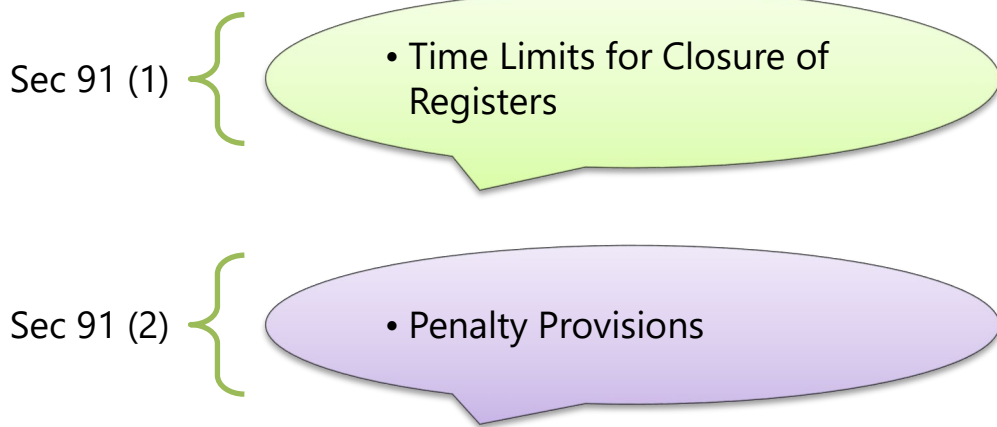 Sec 91 (1)
• Time Limits for Closure of
Registers
Sec 91 (2)
• Penalty Provisions